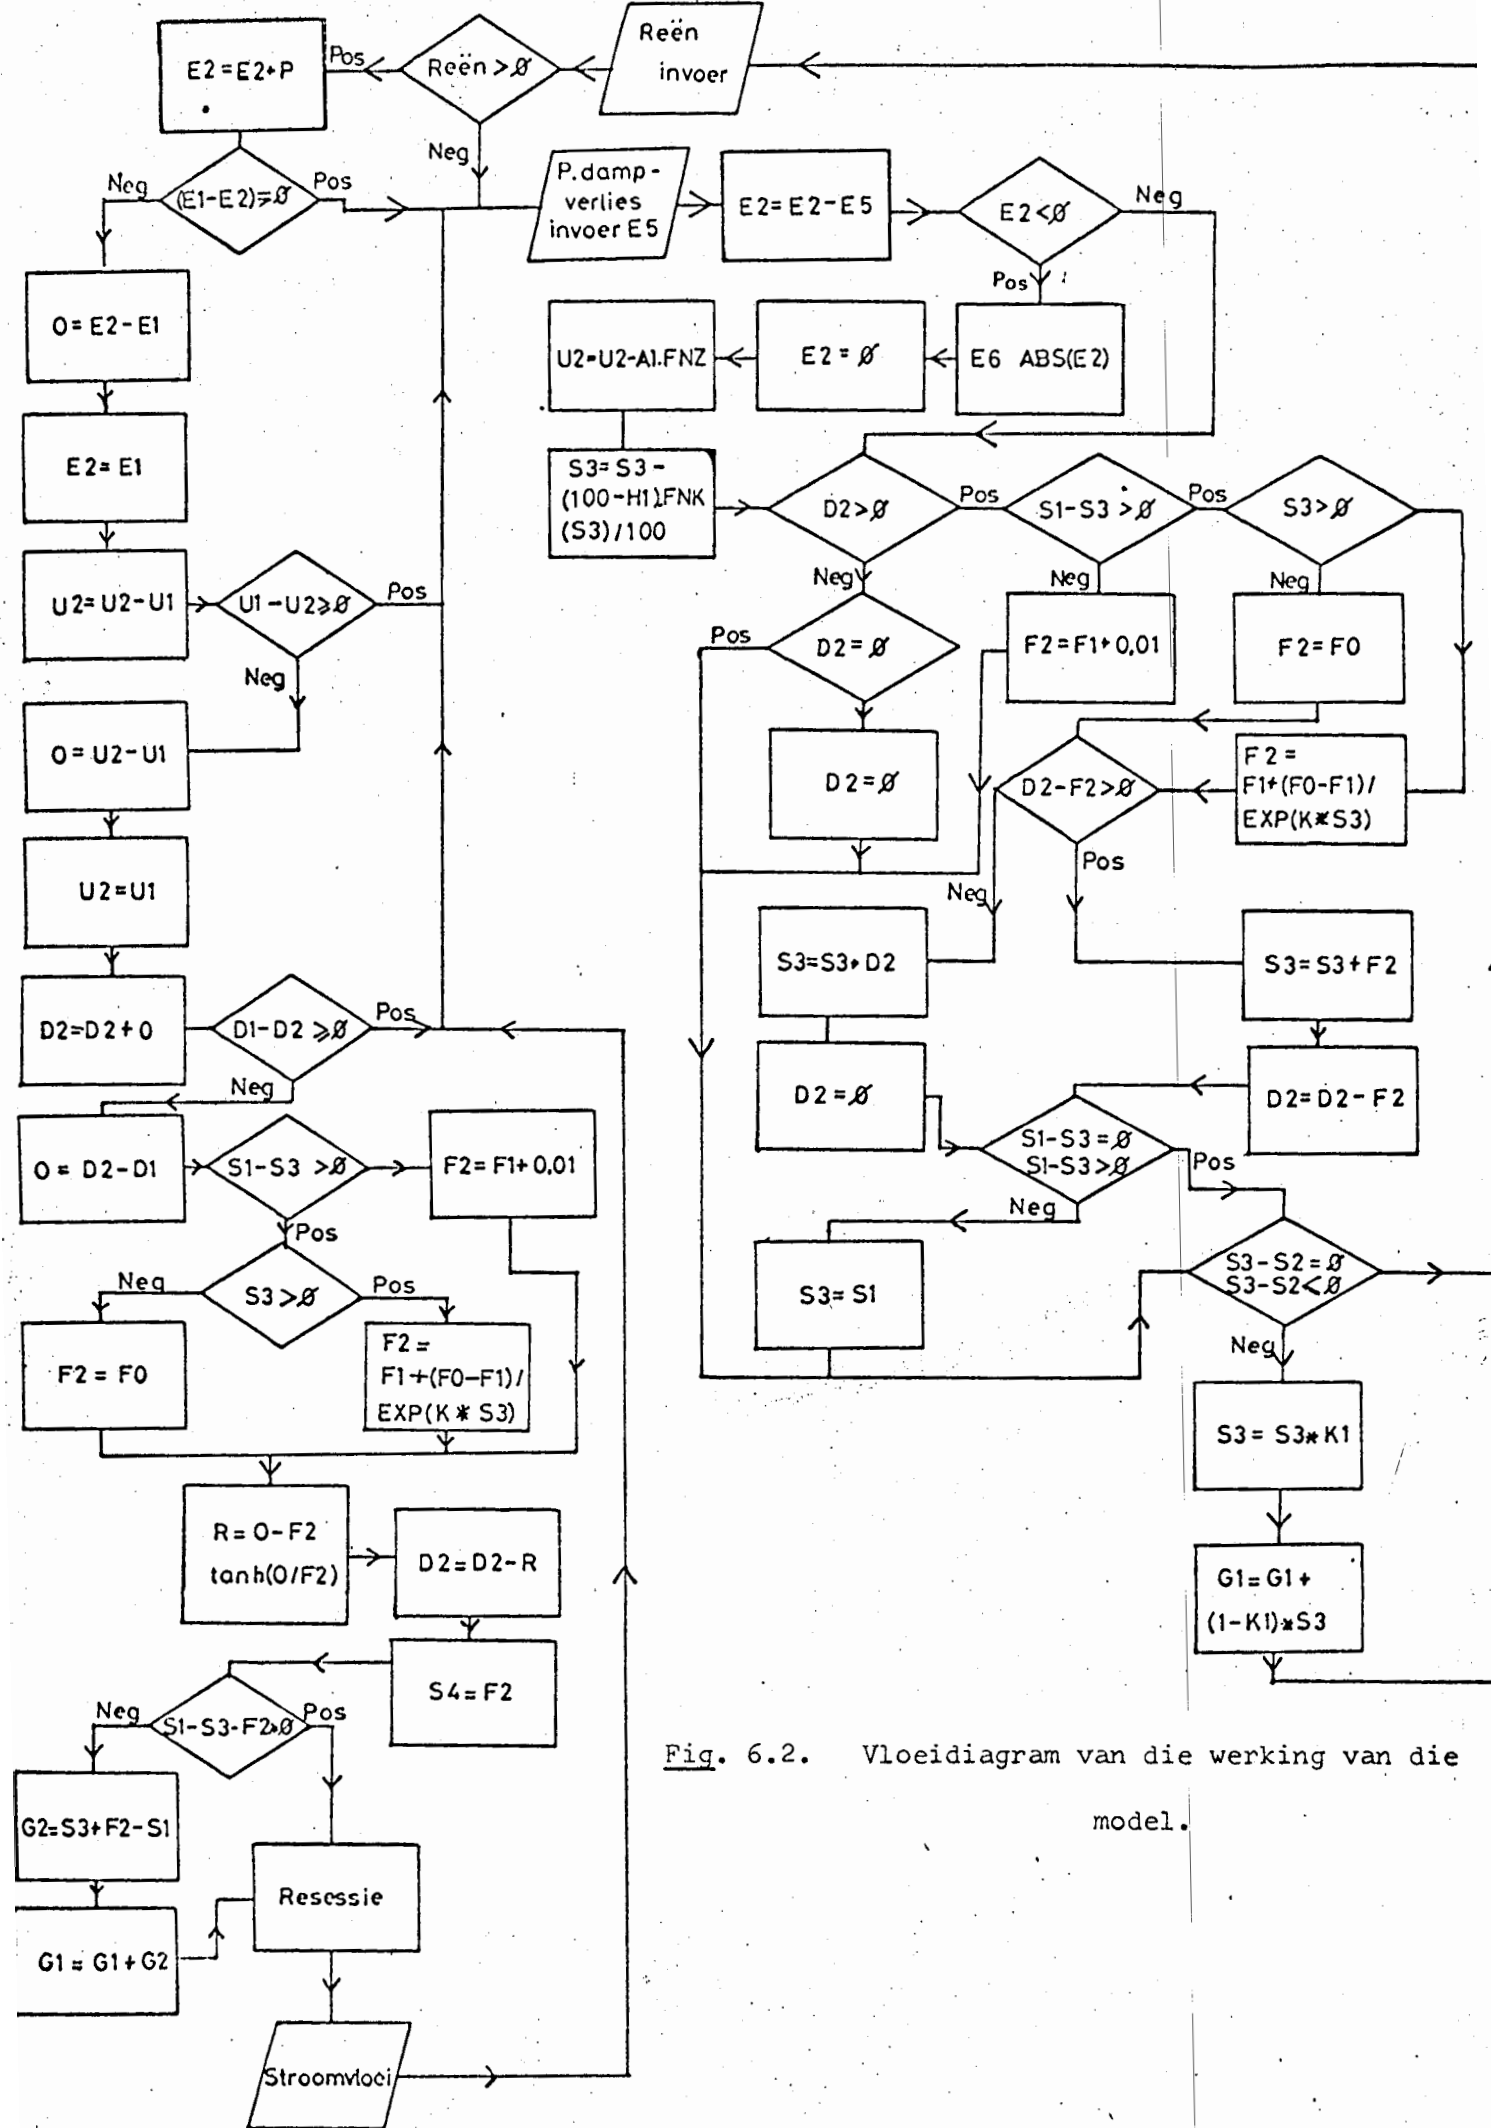 Reën
invoer
Reën > Ø
Pos
E2 = E2+P
Neg
Neg
(E1-E2) ⩾ Ø
Pos
P. damp-
verlies
invoer E5
E2 = E2 - E5
E2 < Ø
Neg
Pos
O = E2 - E1
U2=U2-A1.FNZ
E2 = Ø
E6 ABS(E2)
E2 = E1
S3= S3 -
(100-H1).FNK
(S3)/100
D2 > Ø
Pos
S1-S3 > Ø
Pos
S3 > Ø
Neg
Neg
Neg
U2= U2 - U1
U1 - U2 ⩾ Ø
Pos
Neg
Pos
D2 = Ø
F2 = F1+ 0,01
F2 = F0
O = U2 - U1
D2 = Ø
D2 - F2 > Ø
F2 =
F1+(F0-F1)/
EXP(K*S3)
Pos
Neg
U2 = U1
S3=S3+D2
S3= S3 + F2
D2=D2 + O
D1-D2 ⩾ Ø
Pos
Neg
D2 = Ø
D2= D2 - F2
O = D2 - D1
S1-S3 > Ø
F2 = F1+ 0,01
S1-S3 = Ø
S1-S3 > Ø
Pos
Neg
Pos
Neg
S3 > Ø
Pos
S3= S1
S3 - S2 = Ø
S3-S2 < Ø
Neg
F2 = F0
F2 =
F1+(F0-F1)/
EXP(K * S3)
S3 = S3* K1
R = O - F2
tanh(O/F2)
D2 = D2 - R
G1= G1 +
(1-K1)*S3
S4 = F2
Neg
S1-S3-F2>Ø
Pos
Fig. 6.2. Vloeidiagram van die werking van die
model.
G2=S3+F2-S1
Resessie
G1 = G1+G2
Stroomvloei